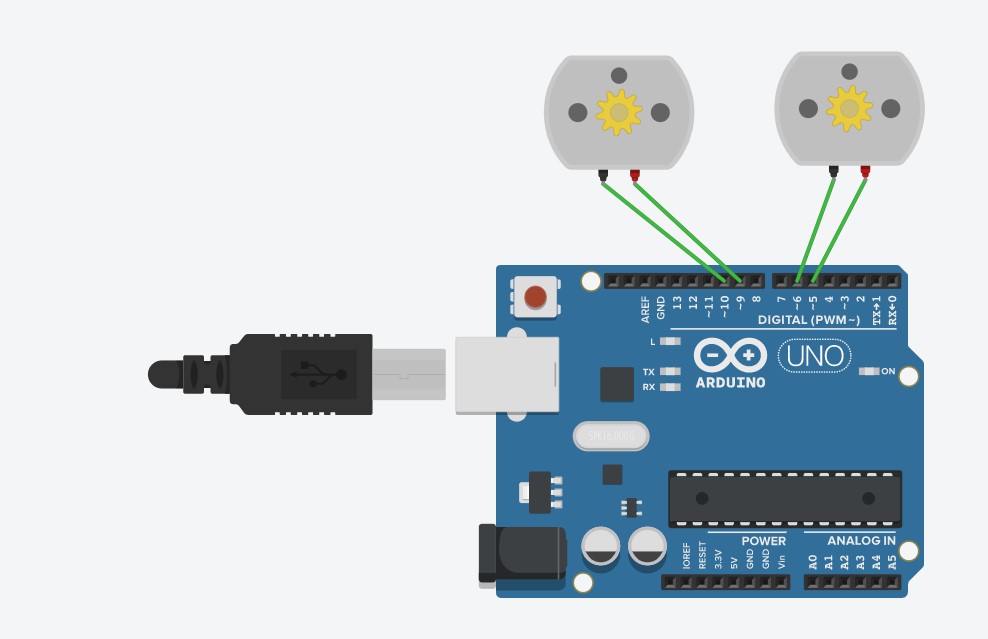 AREF
GND
13
12
~11
~10
~9
8
7
~6
~5
4
~3
2
TX→1
RX←0
DIGITAL (PWM~)
L
TX
RX
UNO
ARDUINO
ON
SPK16.000G
POWER
ANALOG IN
IOREF
RESET
3.3V
5V
GND
GND
Vin
A0
A1
A2
A3
A4
A5